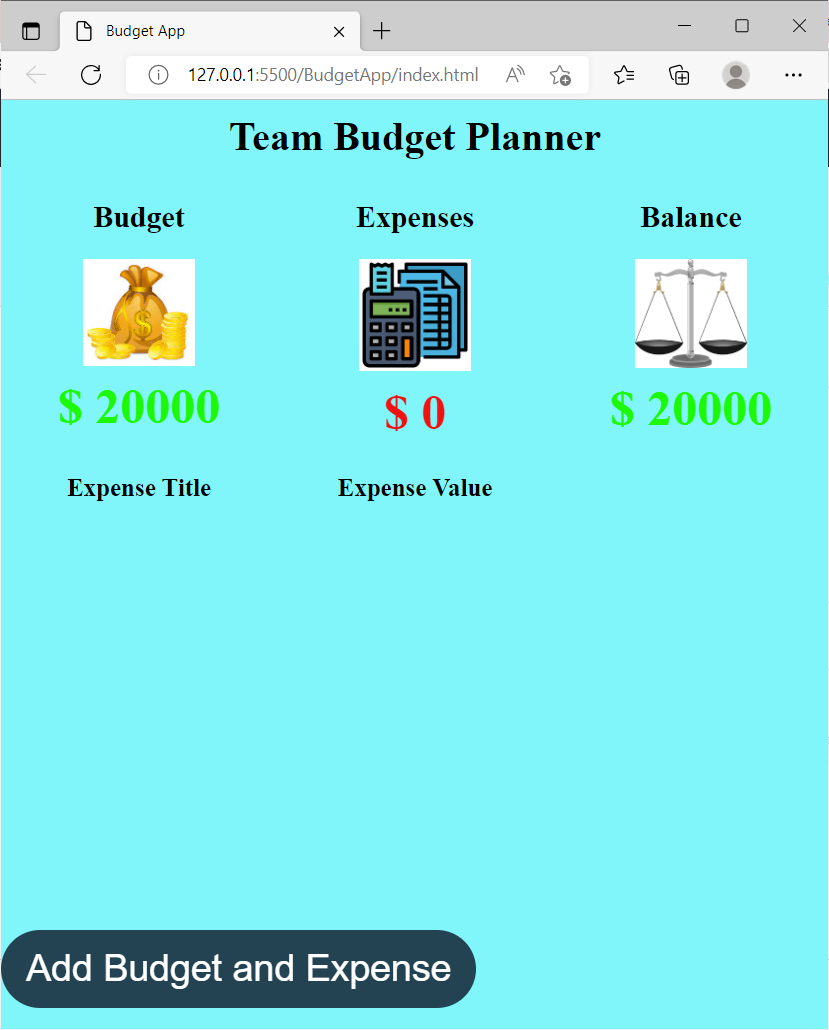 Budget App
127.0.0.1:5500/BudgetApp/index.html
Team Budget Planner
Budget Expenses Balance
$
$ 20000 $ 0 $ 20000
Expense Title Expense Value
Add Budget and Expense